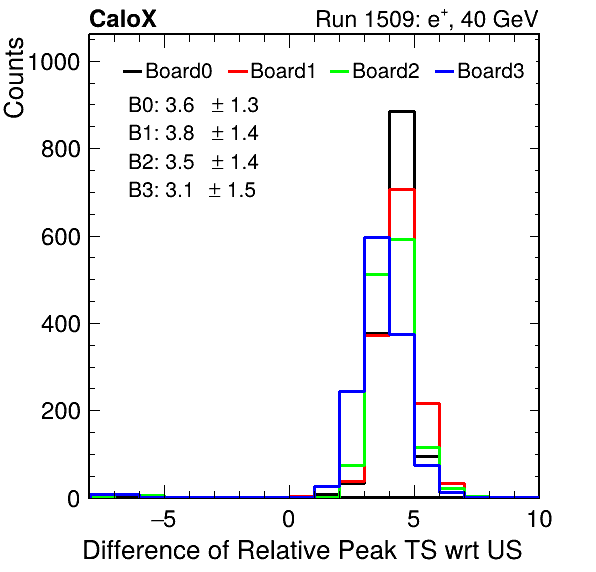 CaloX Run 1509: e⁺, 40 GeV
Counts
1000
800
600
400
200
0
Board0 Board1 Board2 Board3
B0: 3.6 ± 1.3
B1: 3.8 ± 1.4
B2: 3.5 ± 1.4
B3: 3.1 ± 1.5
−5 0 5 10
Difference of Relative Peak TS wrt US